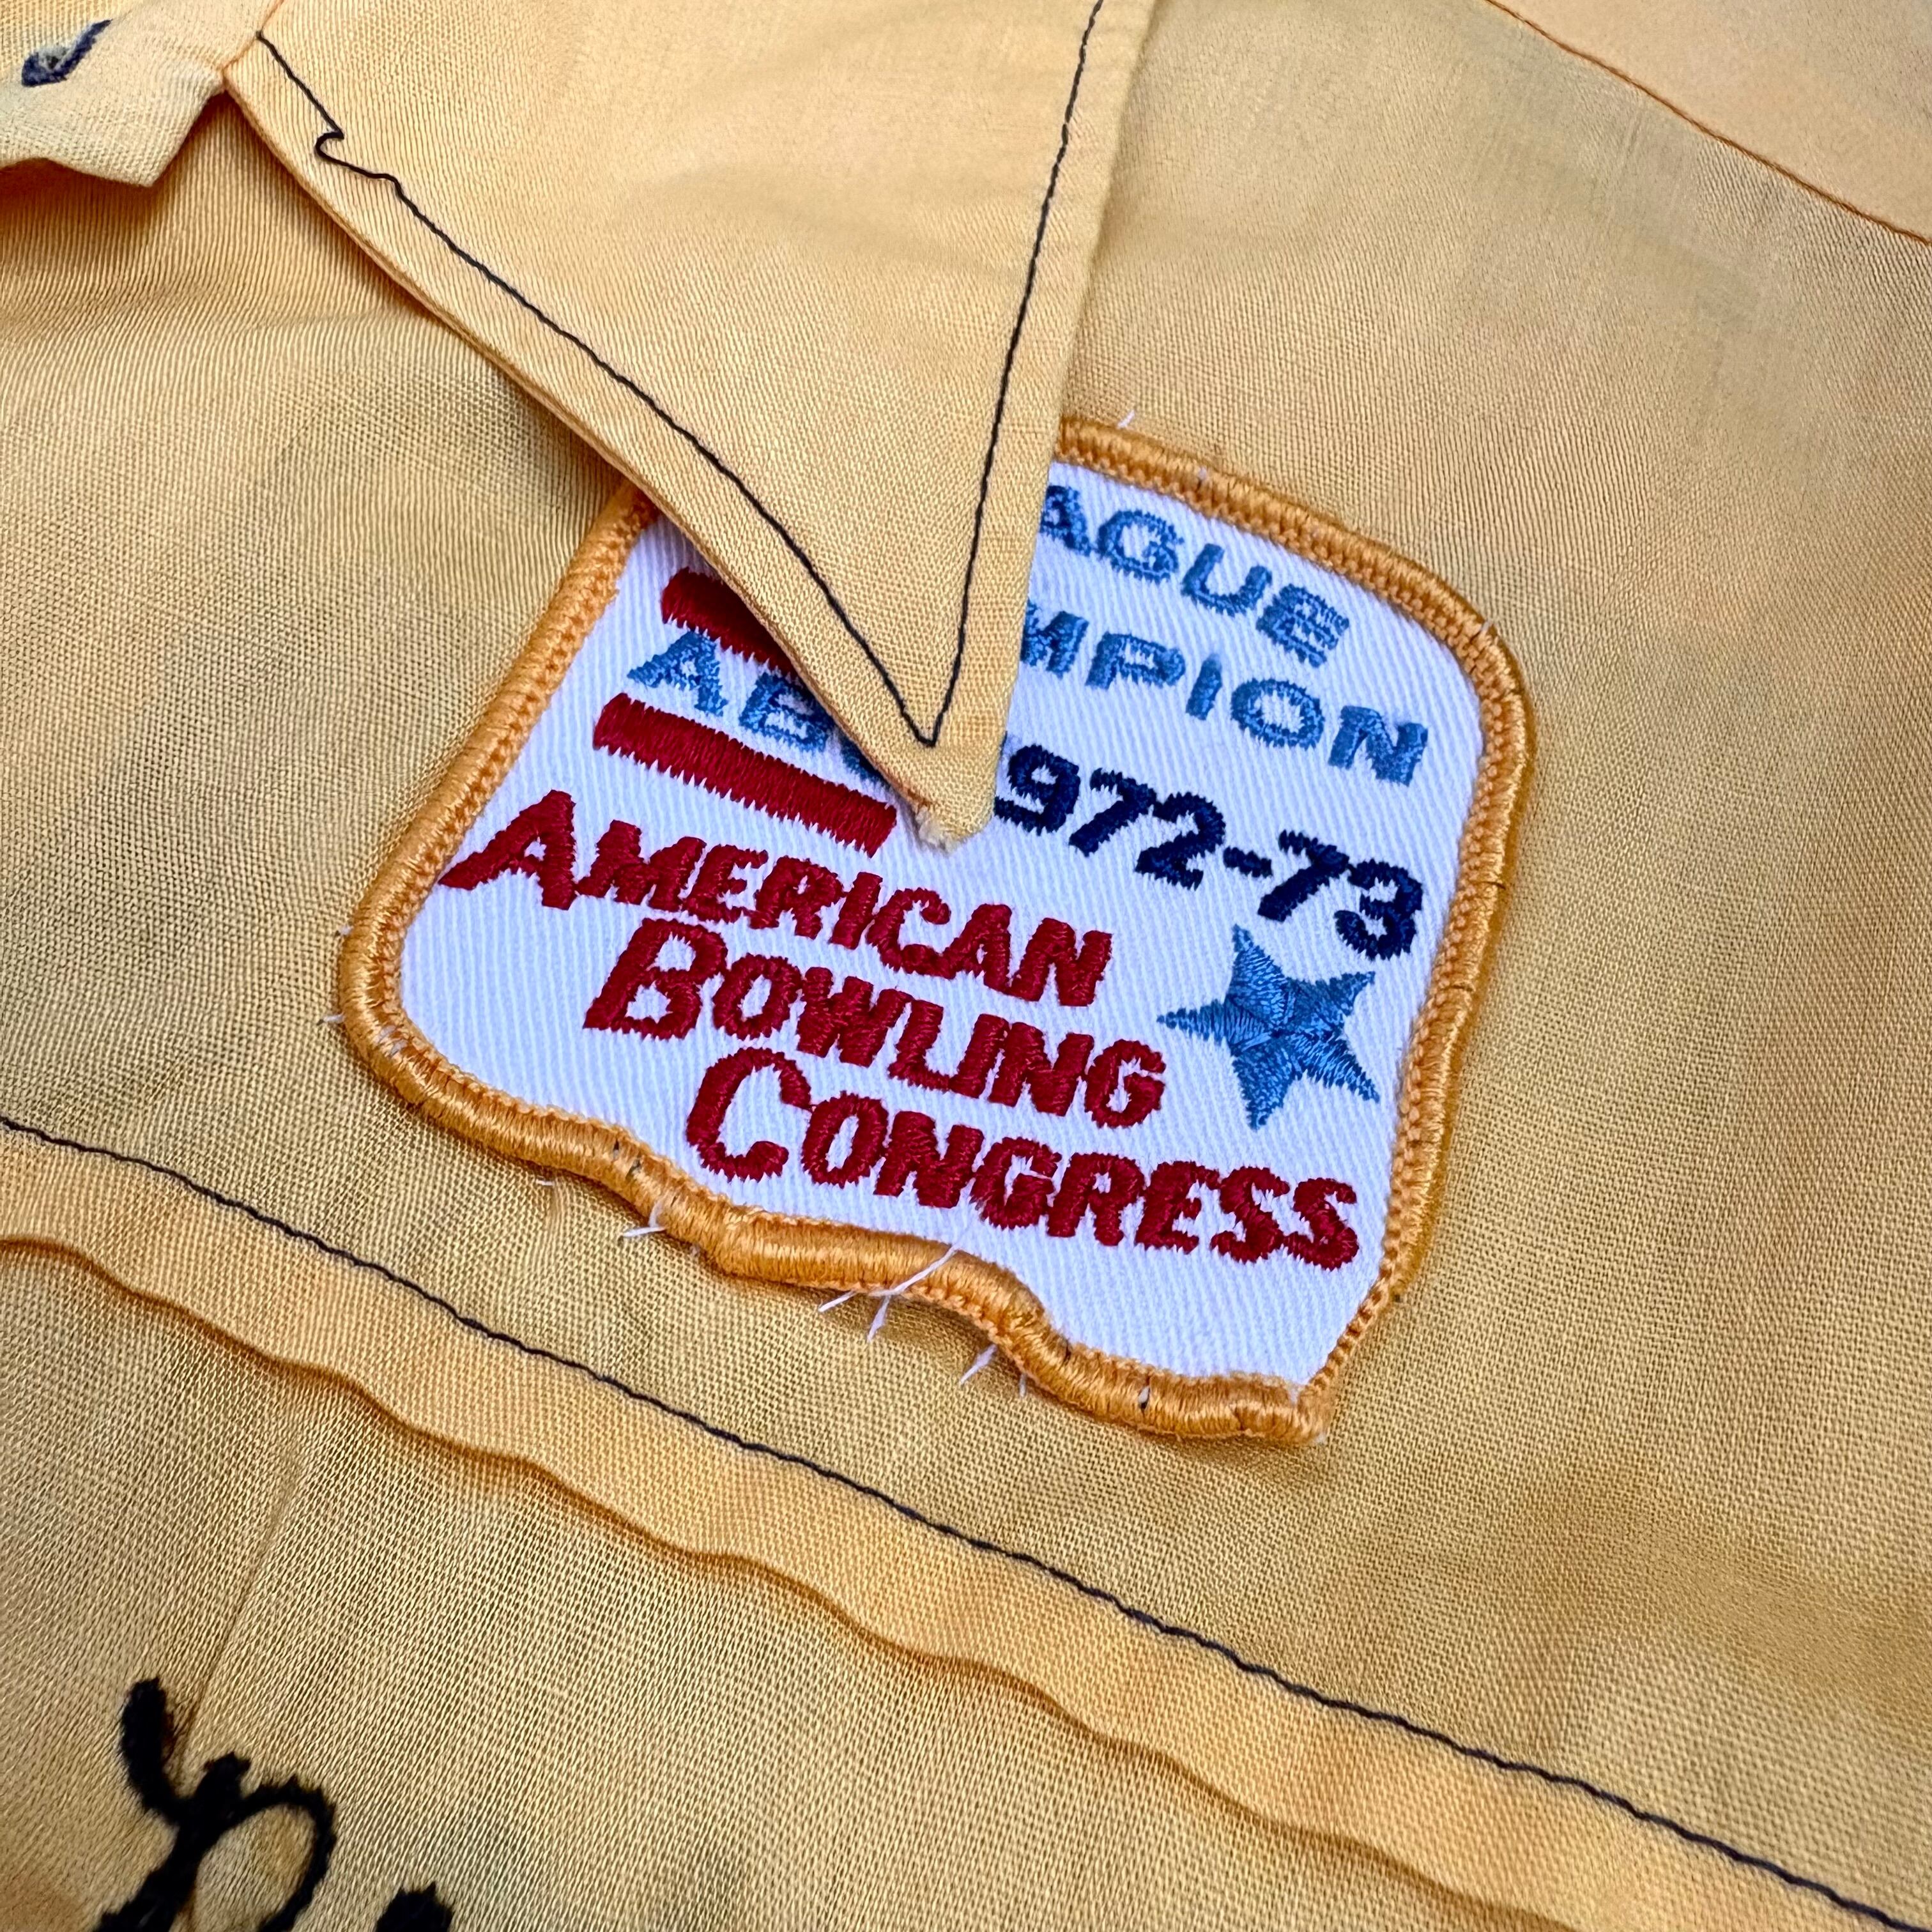 AGUE
MPION
AB
972-73
AMERICAN
BOWLING
CONGRESS